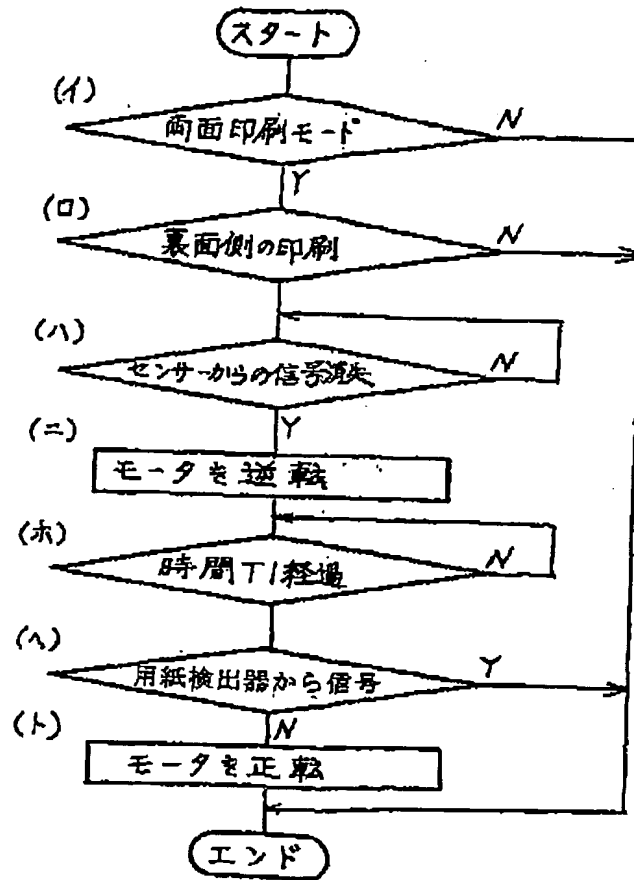 スタート
(イ)
両面印刷モード
N
Y
(ロ)
裏面側の印刷
N
(ハ)
センサーからの信号消失
N
Y
(ニ)
モータを逆転
(ホ)
時間T1経過
N
(ヘ)
用紙検出器から信号
Y
N
(ト)
モータを正転
エンド